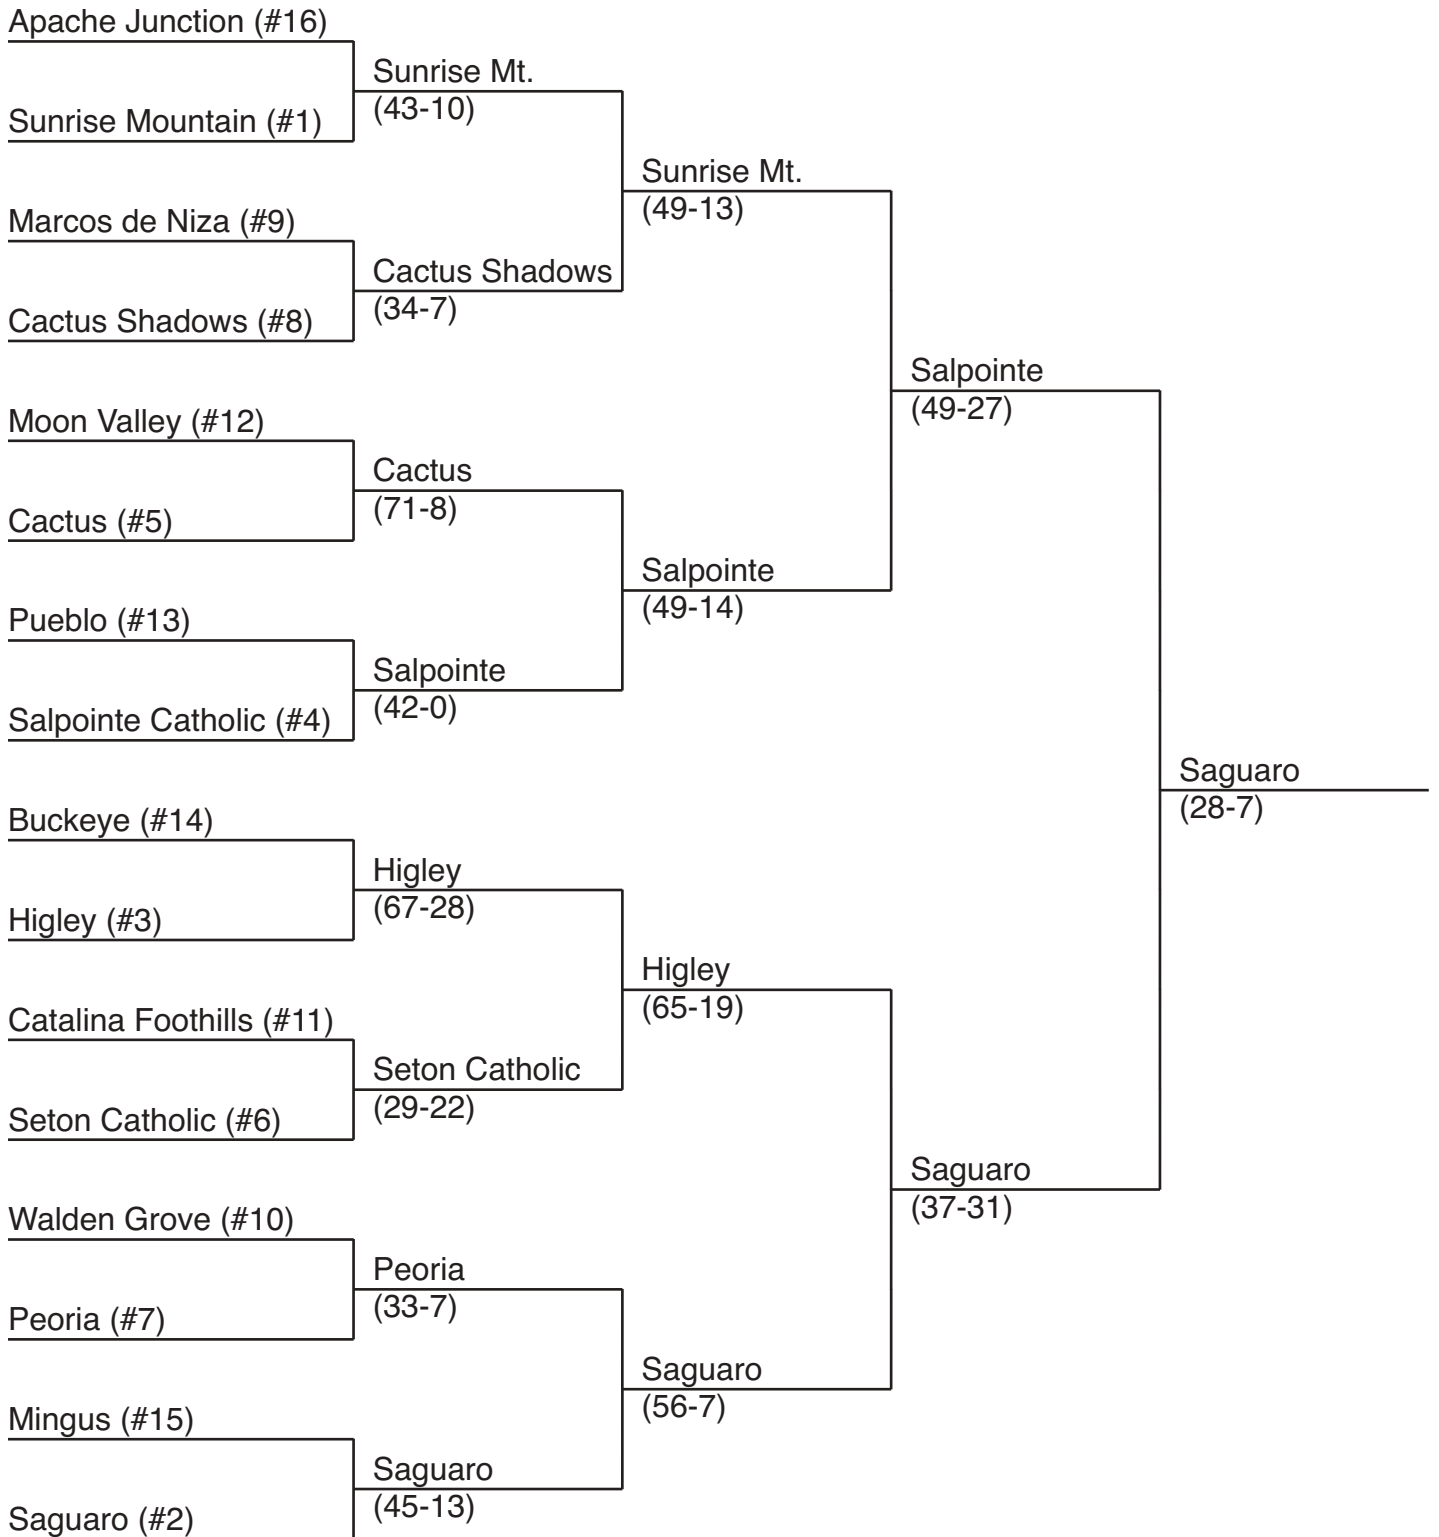 Apache Junction (#16)
Sunrise Mt.
(43-10)
Sunrise Mountain (#1)
Sunrise Mt.
(49-13)
Marcos de Niza (#9)
Cactus Shadows
(34-7)
Cactus Shadows (#8)
Salpointe
(49-27)
Moon Valley (#12)
Cactus
(71-8)
Cactus (#5)
Salpointe
(49-14)
Pueblo (#13)
Salpointe
(42-0)
Salpointe Catholic (#4)
Saguaro
(28-7)
Buckeye (#14)
Higley
(67-28)
Higley (#3)
Higley
(65-19)
Catalina Foothills (#11)
Seton Catholic
(29-22)
Seton Catholic (#6)
Saguaro
(37-31)
Walden Grove (#10)
Peoria
(33-7)
Peoria (#7)
Saguaro
(56-7)
Mingus (#15)
Saguaro
(45-13)
Saguaro (#2)